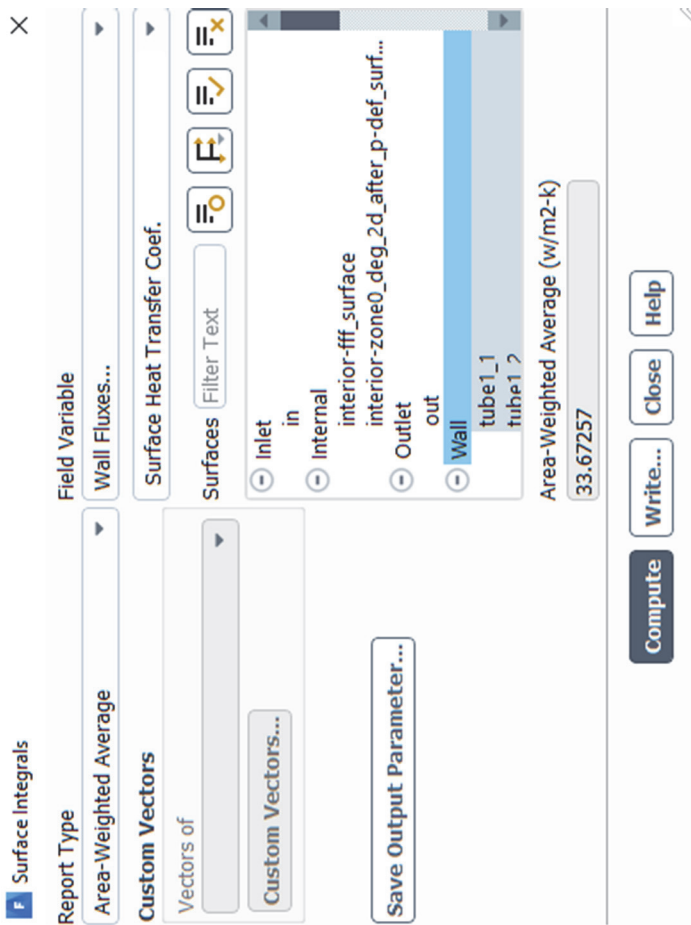 Surface Integrals
Report Type
Area-Weighted Average
Custom Vectors
Vectors of
Custom Vectors...
Save Output Parameter...
Field Variable
Wall Fluxes...
Surface Heat Transfer Coef.
Surfaces Filter Text
Inlet
in
Internal
interior-fff_surface
interior-zone0_deg_2d_after_p-def_surf...
Outlet
out
Wall
tube1_1
tube1_2
Area-Weighted Average (w/m2-k)
33.67257
Compute Write... Close Help